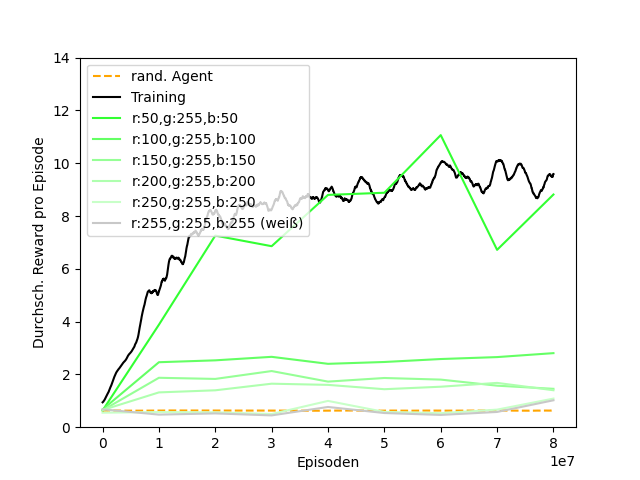 14
12
10
8
6
4
2
0
Durchsch. Reward pro Episode
rand. Agent
Training
r:50,g:255,b:50
r:100,g:255,b:100
r:150,g:255,b:150
r:200,g:255,b:200
r:250,g:255,b:250
r:255,g:255,b:255 (weiß)
0 1 2 3 4 5 6 7 8
1e7
Episoden